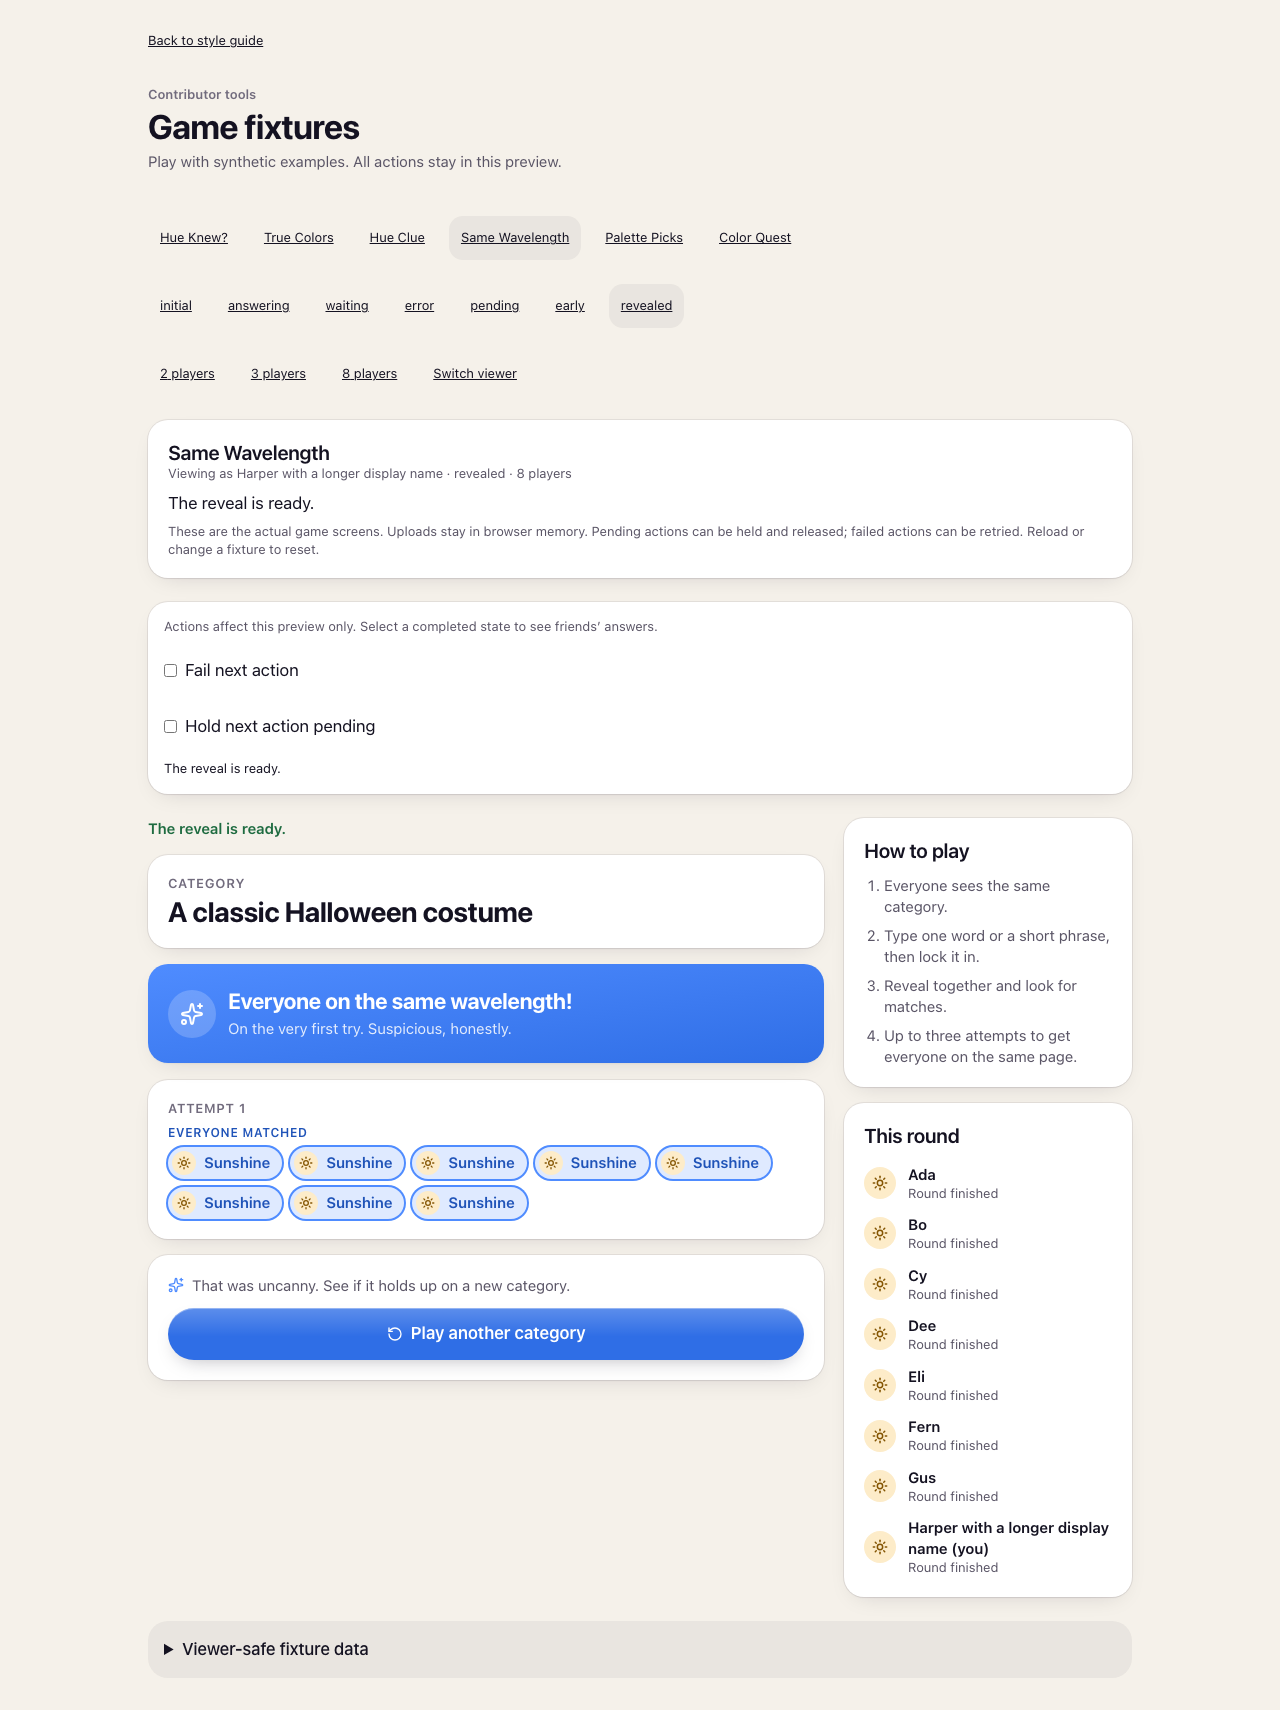 Back to style guide
Contributor tools
Game fixtures
Play with synthetic examples. All actions stay in this preview.
Hue Knew? True Colors Hue Clue Same Wavelength Palette Picks Color Quest
initial answering waiting error pending early revealed
2 players 3 players 8 players Switch viewer
Same Wavelength
Viewing as Harper with a longer display name · revealed · 8 players
The reveal is ready.
These are the actual game screens. Uploads stay in browser memory. Pending actions can be held and released; failed actions can be retried. Reload or
change a fixture to reset.
Actions affect this preview only. Select a completed state to see friends’ answers.
Fail next action
Hold next action pending
The reveal is ready.
The reveal is ready.
CATEGORY
A classic Halloween costume
Everyone on the same wavelength!
On the very first try. Suspicious, honestly.
ATTEMPT 1
EVERYONE MATCHED
Sunshine Sunshine Sunshine Sunshine Sunshine
Sunshine Sunshine Sunshine
That was uncanny. See if it holds up on a new category.
Play another category
How to play
1. Everyone sees the same
category.
2. Type one word or a short phrase,
then lock it in.
3. Reveal together and look for
matches.
4. Up to three attempts to get
everyone on the same page.
This round
Ada
Round finished
Bo
Round finished
Cy
Round finished
Dee
Round finished
Eli
Round finished
Fern
Round finished
Gus
Round finished
Harper with a longer display
name (you)
Round finished
Viewer-safe fixture data